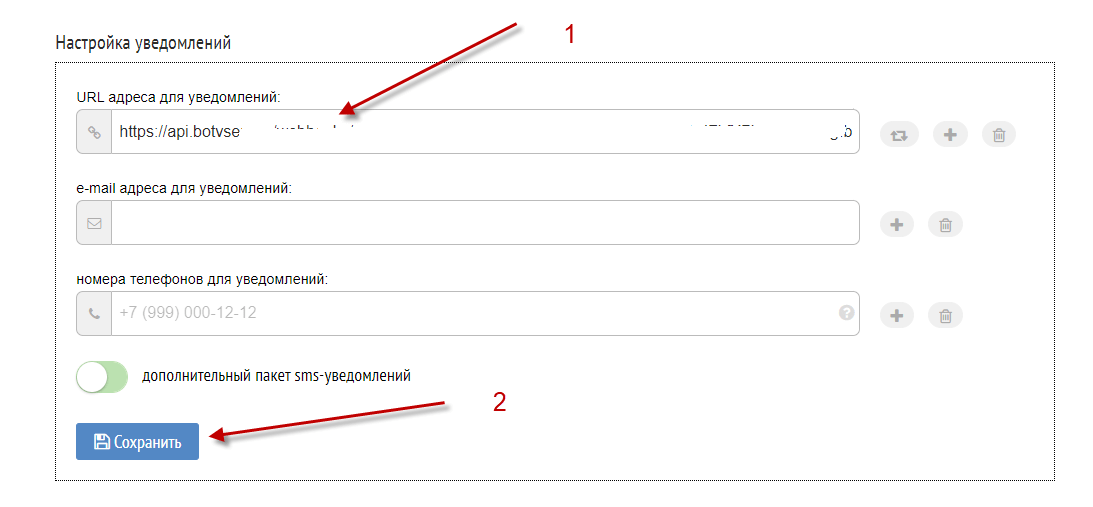 1
Настройка уведомлений
URL адреса для уведомлений:
https://api.botvse
e-mail адреса для уведомлений:
номера телефонов для уведомлений:
+7 (999) 000-12-12
?
дополнительный пакет sms-уведомлений
2
Сохранить